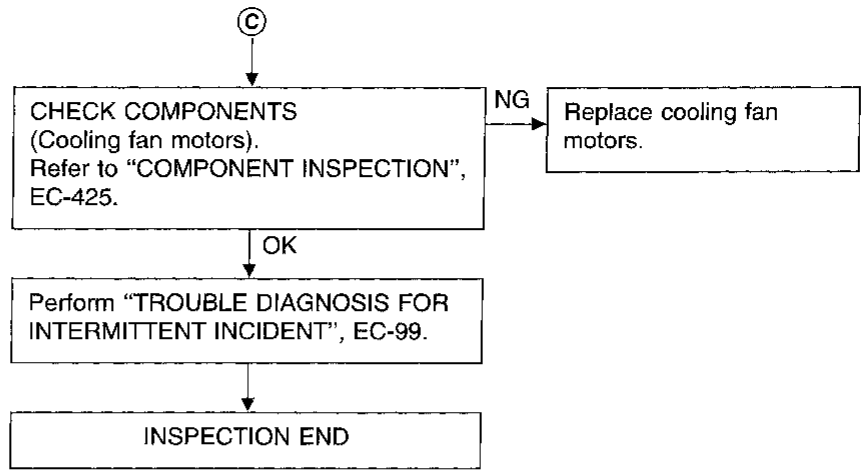 C
CHECK COMPONENTS
(Cooling fan motors).
Refer to “COMPONENT INSPECTION”,
EC-425.
NG
Replace cooling fan
motors.
OK
Perform “TROUBLE DIAGNOSIS FOR
INTERMITTENT INCIDENT”, EC-99.
INSPECTION END